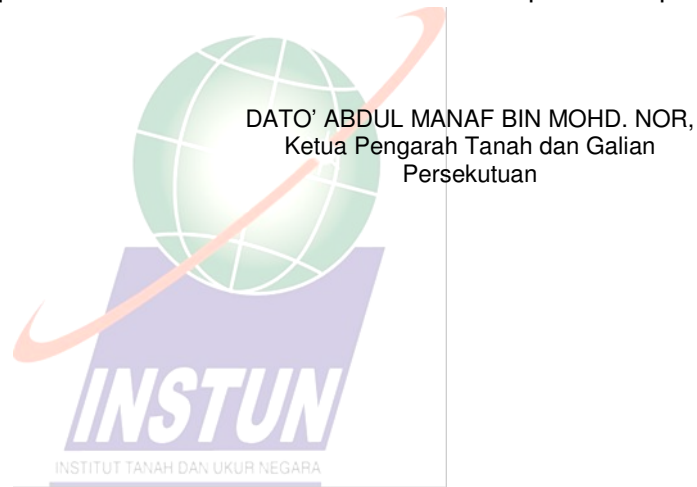 DATO' ABDUL MANAF BIN MOHD. NOR,
Ketua Pengarah Tanah dan Galian
Persekutuan
INSTUN
INSTITUT TANAH DAN UKUR NEGARA